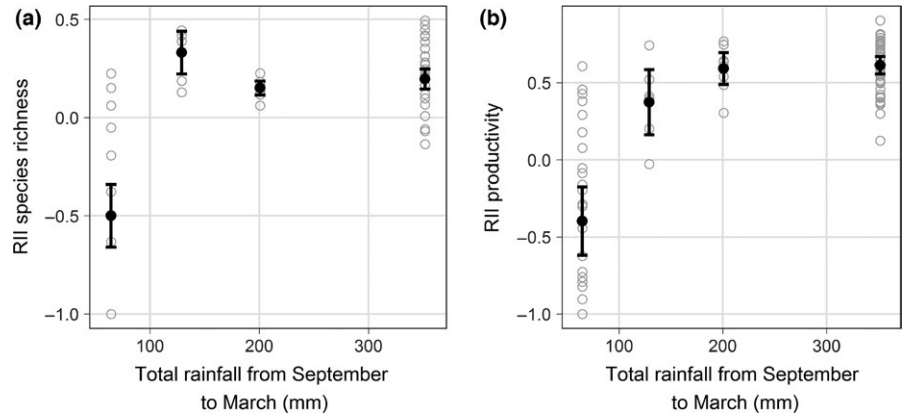 (a)
RII species richness
0.5
0.0
−0.5
−1.0
100
200
300
Total rainfall from September
to March (mm)
(b)
RII productivity
0.5
0.0
−0.5
−1.0
100
200
300
Total rainfall from September
to March (mm)